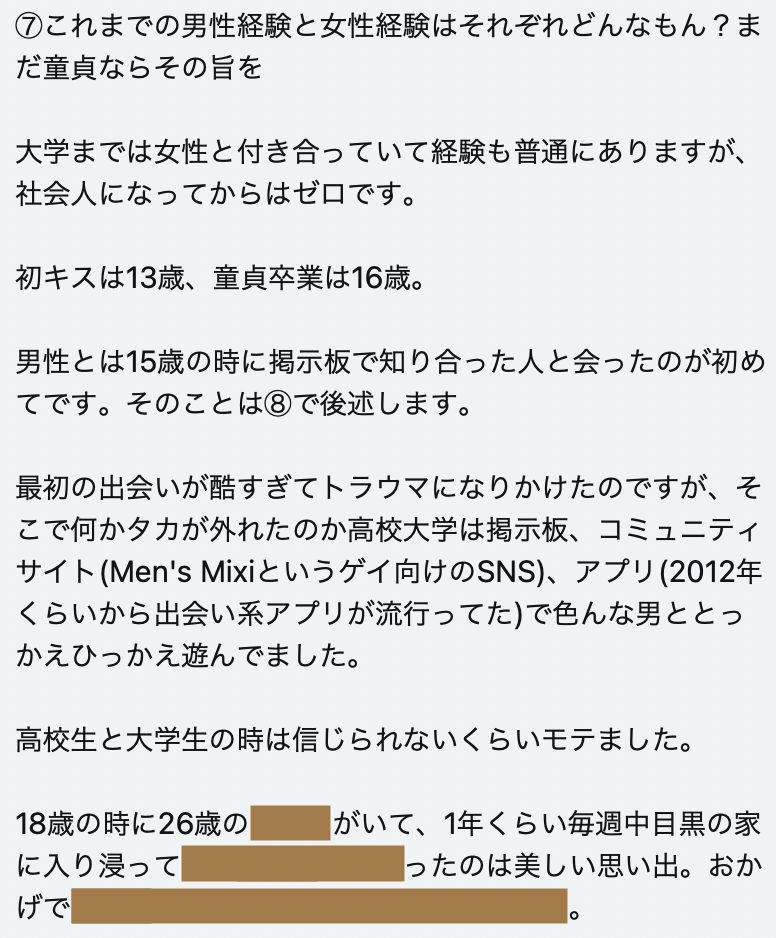 ⑦これまでの男性経験と女性経験はそれぞれどんなもん？ま
だ童貞ならその旨を
大学までは女性と付き合っていて経験も普通にありますが、
社会人になってからはゼロです。
初キスは13歳、童貞卒業は16歳。
男性とは15歳の時に掲示板で知り合った人と会ったのが初め
てです。そのことは⑧で後述します。
最初の出会いが酷すぎてトラウマになりかけたのですが、そ
こで何かタカが外れたのか高校大学は掲示板、コミュニティ
サイト(Men's Mixiというゲイ向けのSNS)、アプリ(2012年
くらいから出会い系アプリが流行ってた)で色んな男ととっ
かえひっかえ遊んでました。
高校生と大学生の時は信じられないくらいモテました。
18歳の時に26歳の がいて、1年くらい毎週中目黒の家
に入り浸って ったのは美しい思い出。おか
げで 。